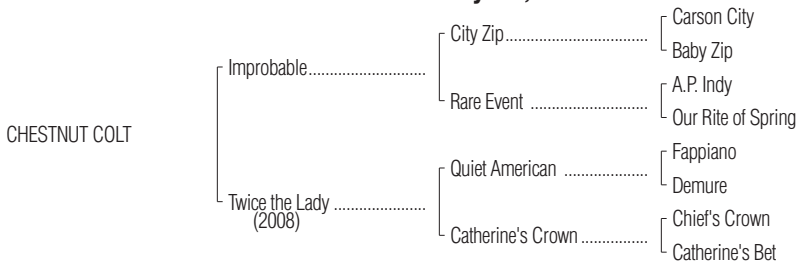 Carson City
City Zip
Baby Zip
Improbable
A.P. Indy
Rare Event
Our Rite of Spring
CHESTNUT COLT
Fappiano
Quiet American
Demure
Twice the Lady
(2008)
Chief's Crown
Catherine's Crown
Catherine's Bet